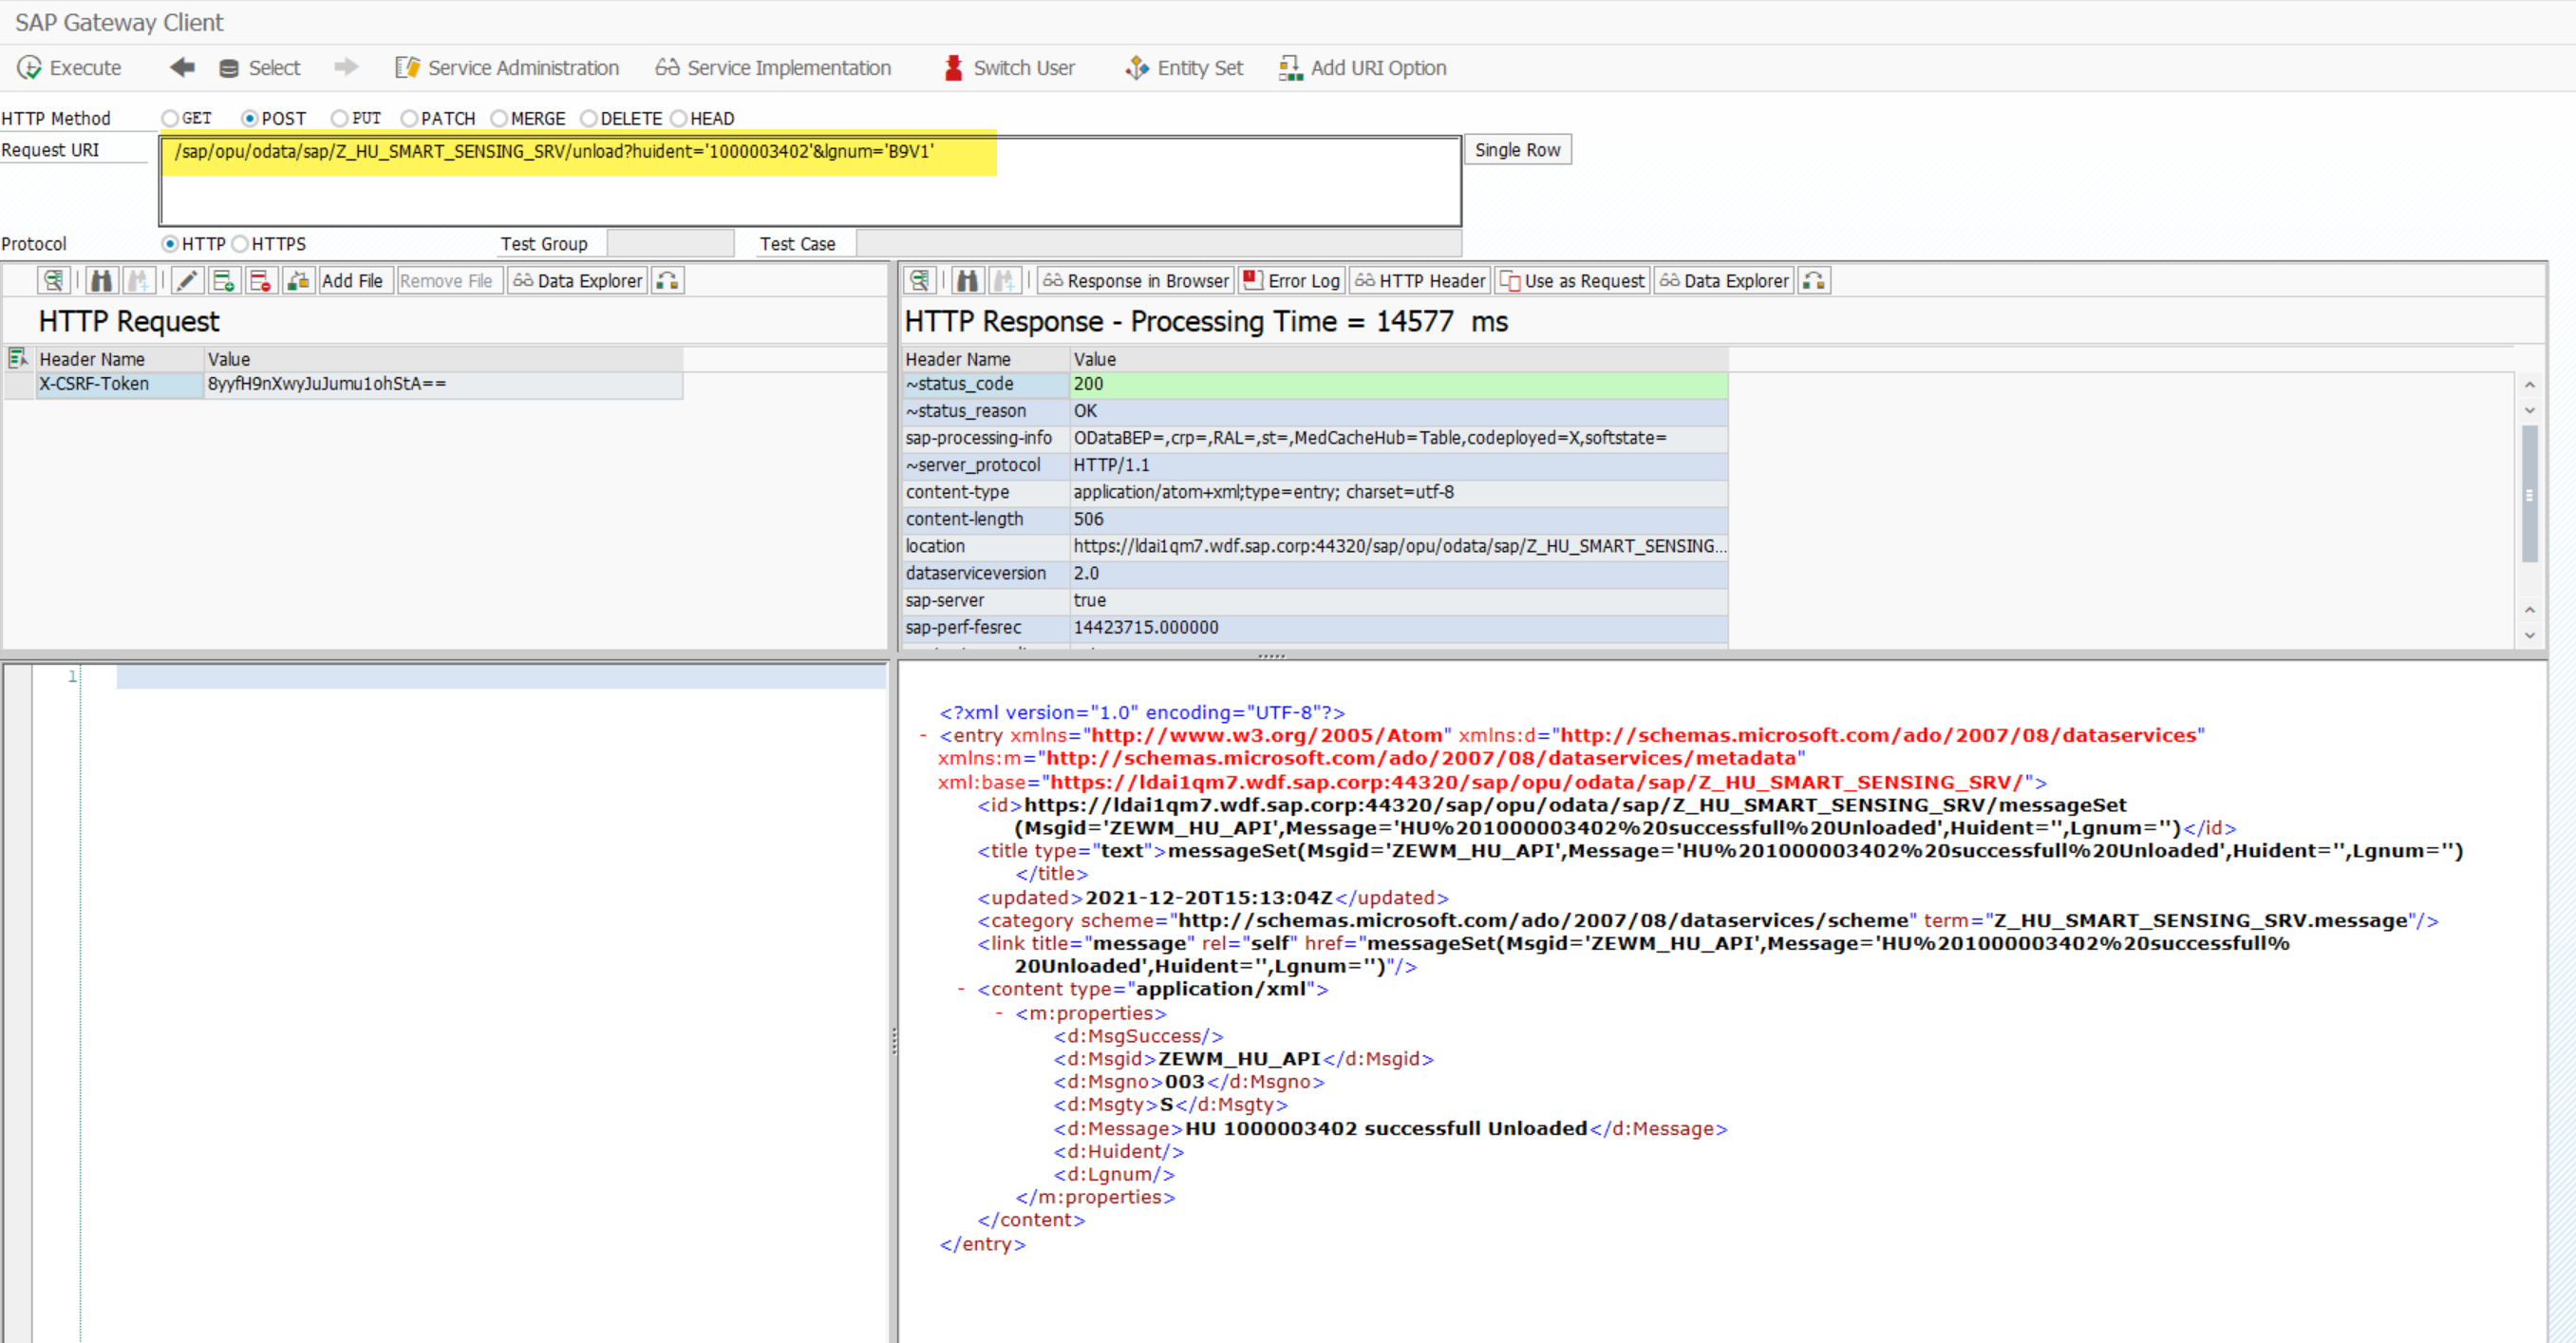 SAP Gateway Client
Execute Select Service Administration Service Implementation Switch User Entity Set Add URI Option
HTTP Method GET POST PUT PATCH MERGE DELETE HEAD
Request URI /sap/opu/odata/sap/Z_HU_SMART_SENSING_SRV/unload?huident='1000003402'&lgnum='B9V1' Single Row
Protocol HTTP HTTPS Test Group Test Case
Add File Remove File Data Explorer
HTTP Request
Header Name Value
X-CSRF-Token 8yyfH9nXwyJuJumu1ohStA==
1
Response in Browser Error Log HTTP Header Use as Request Data Explorer
HTTP Response - Processing Time = 14577 ms
Header Name Value
~status_code 200
~status_reason OK
sap-processing-info ODataBEP=,crp=,RAL=,st=,MedCacheHub=Table,codeployed=X,softstate=
~server_protocol HTTP/1.1
content-type application/atom+xml;type=entry; charset=utf-8
content-length 506
location https://ldai1qm7.wdf.sap.corp:44320/sap/opu/odata/sap/Z_HU_SMART_SENSING...
dataserviceversion 2.0
sap-server true
sap-perf-fesrec 14423715.000000
<?xml version="1.0" encoding="UTF-8"?>
- <entry xmlns="http://www.w3.org/2005/Atom" xmlns:d="http://schemas.microsoft.com/ado/2007/08/dataservices"
xmlns:m="http://schemas.microsoft.com/ado/2007/08/dataservices/metadata"
xml:base="https://ldai1qm7.wdf.sap.corp:44320/sap/opu/odata/sap/Z_HU_SMART_SENSING_SRV/">
<id>https://ldai1qm7.wdf.sap.corp:44320/sap/opu/odata/sap/Z_HU_SMART_SENSING_SRV/messageSet
(Msgid='ZEWM_HU_API',Message='HU%201000003402%20successfull%20Unloaded',Huident='',Lgnum='')</id>
<title type="text">messageSet(Msgid='ZEWM_HU_API',Message='HU%201000003402%20successfull%20Unloaded',Huident='',Lgnum='')
</title>
<updated>2021-12-20T15:13:04Z</updated>
<category scheme="http://schemas.microsoft.com/ado/2007/08/dataservices/scheme" term="Z_HU_SMART_SENSING_SRV.message"/>
<link title="message" rel="self" href="messageSet(Msgid='ZEWM_HU_API',Message='HU%201000003402%20successfull%
20Unloaded',Huident='',Lgnum='')"/>
- <content type="application/xml">
- <m:properties>
<d:MsgSuccess/>
<d:Msgid>ZEWM_HU_API</d:Msgid>
<d:Msgno>003</d:Msgno>
<d:Msgty>S</d:Msgty>
<d:Message>HU 1000003402 successfull Unloaded</d:Message>
<d:Huident/>
<d:Lgnum/>
</m:properties>
</content>
</entry>